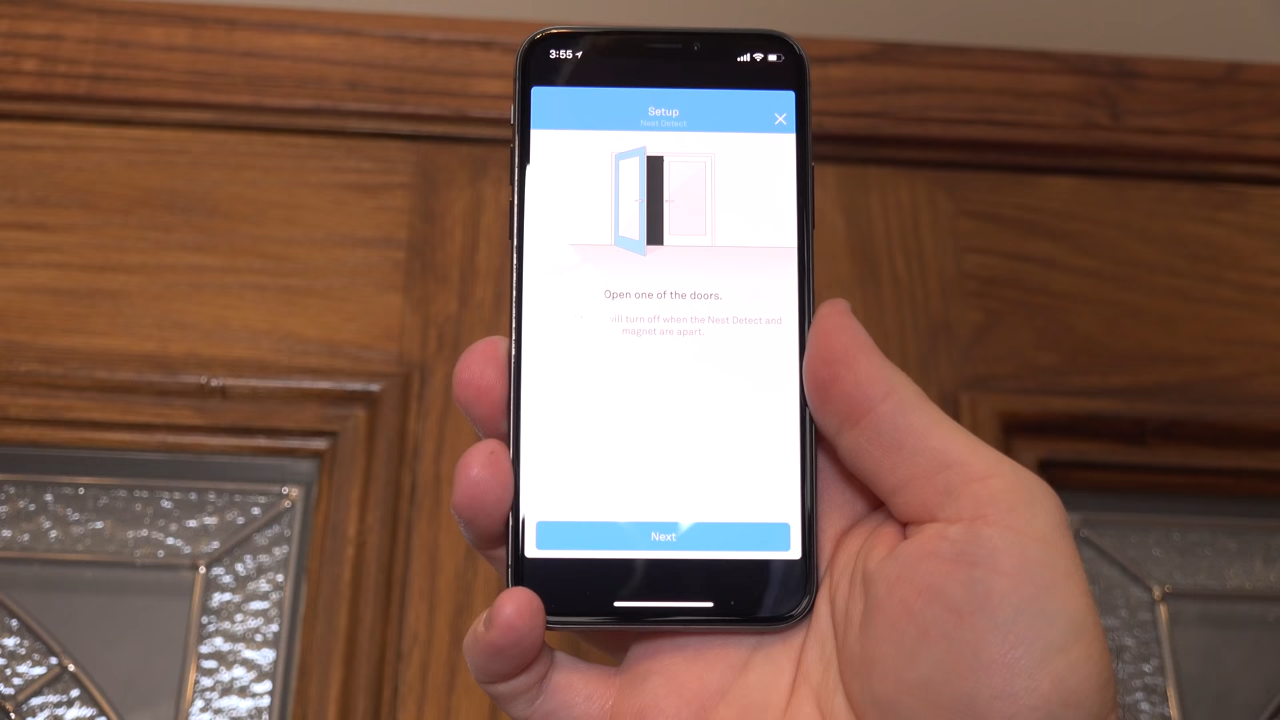 3:55
Setup
Nest Detect
Open one of the doors.
will turn off when the Nest Detect and
magnet are apart.
Next